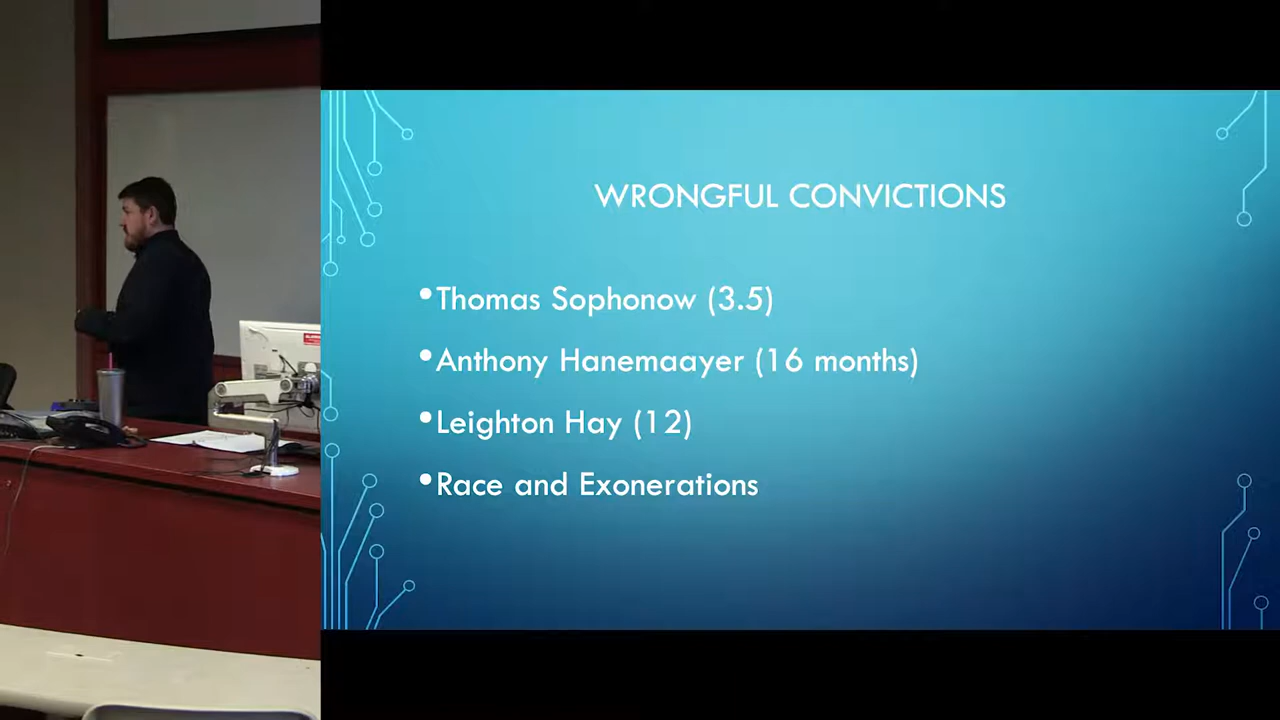 WRONGFUL CONVICTIONS
•Thomas Sophonow (3.5)
•Anthony Hanemaayer (16 months)
•Leighton Hay (12)
•Race and Exonerations